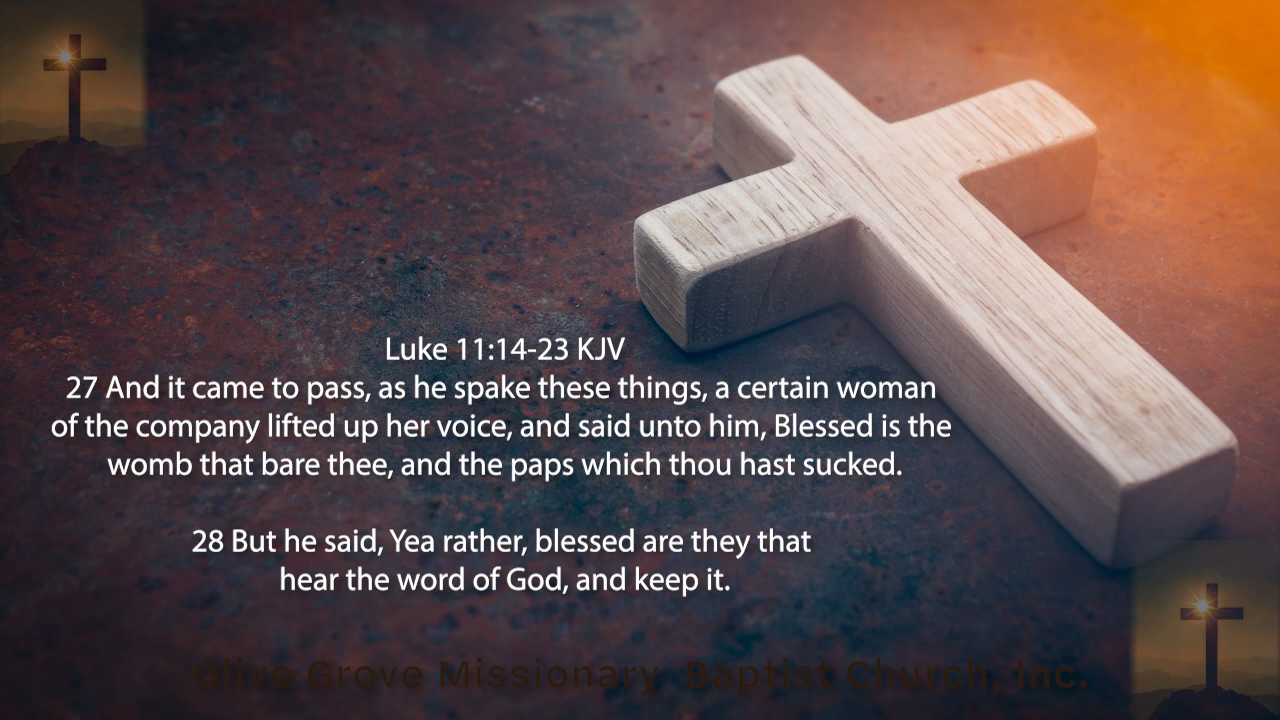 Luke 11:14-23 KJV
27 And it came to pass, as he spake these things, a certain woman
of the company lifted up her voice, and said unto him, Blessed is the
womb that bare thee, and the paps which thou hast sucked.
28 But he said, Yea rather, blessed are they that
hear the word of God, and keep it.
Olive Grove Missionary Baptist Church, Inc.